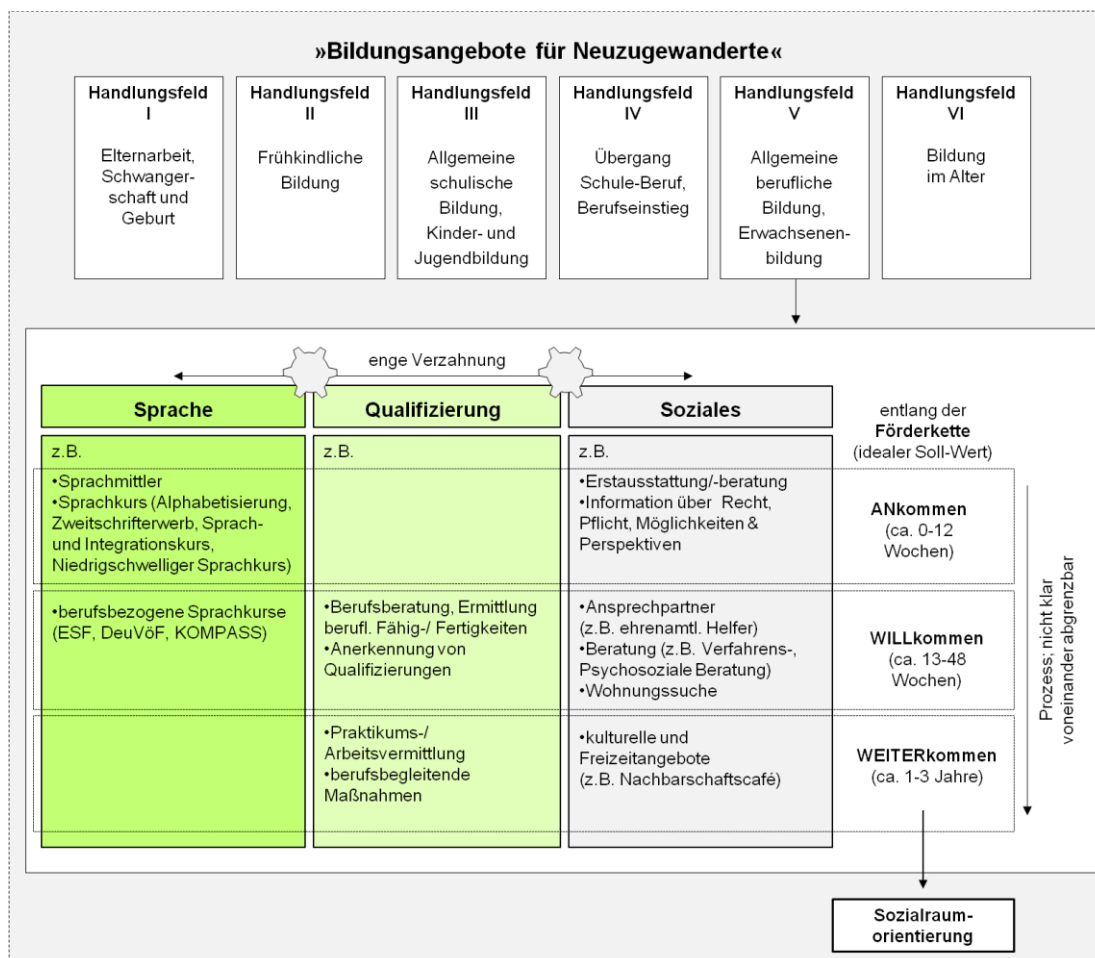 »Bildungsangebote für Neuzugewanderte«
Handlungsfeld
I
Elternarbeit,
Schwanger-
schaft und
Geburt
Handlungsfeld
II
Frühkindliche
Bildung
Handlungsfeld
III
Allgemeine
schulische
Bildung,
Kinder- und
Jugendbildung
Handlungsfeld
IV
Übergang
Schule-Beruf,
Berufseinstieg
Handlungsfeld
V
Allgemeine
berufliche
Bildung,
Erwachsenen-
bildung
Handlungsfeld
VI
Bildung
im Alter
enge Verzahnung
Sprache
Qualifizierung
Soziales
entlang der
Förderkette
(idealer Soll-Wert)
z.B.
z.B.
z.B.
•Sprachmittler
•Sprachkurs (Alphabetisierung,
Zweitschrifterwerb, Sprach-
und Integrationskurs,
Niedrigschwelliger Sprachkurs)
•Erstausstattung/-beratung
•Information über Recht,
Pflicht, Möglichkeiten &
Perspektiven
ANkommen
(ca. 0-12
Wochen)
•berufsbezogene Sprachkurse
(ESF, DeuVöF, KOMPASS)
•Berufsberatung, Ermittlung
berufl. Fähig-/ Fertigkeiten
•Anerkennung von
Qualifizierungen
•Ansprechpartner
(z.B. ehrenamtl. Helfer)
•Beratung (z.B. Verfahrens-,
Psychosoziale Beratung)
•Wohnungssuche
WILLkommen
(ca. 13-48
Wochen)
•Praktikums-/
Arbeitsvermittlung
•berufsbegleitende
Maßnahmen
•kulturelle und
Freizeitangebote
(z.B. Nachbarschaftscafé)
WEITERkommen
(ca. 1-3 Jahre)
Prozess; nicht klar
voneinander abgrenzbar
Sozialraum-
orientierung